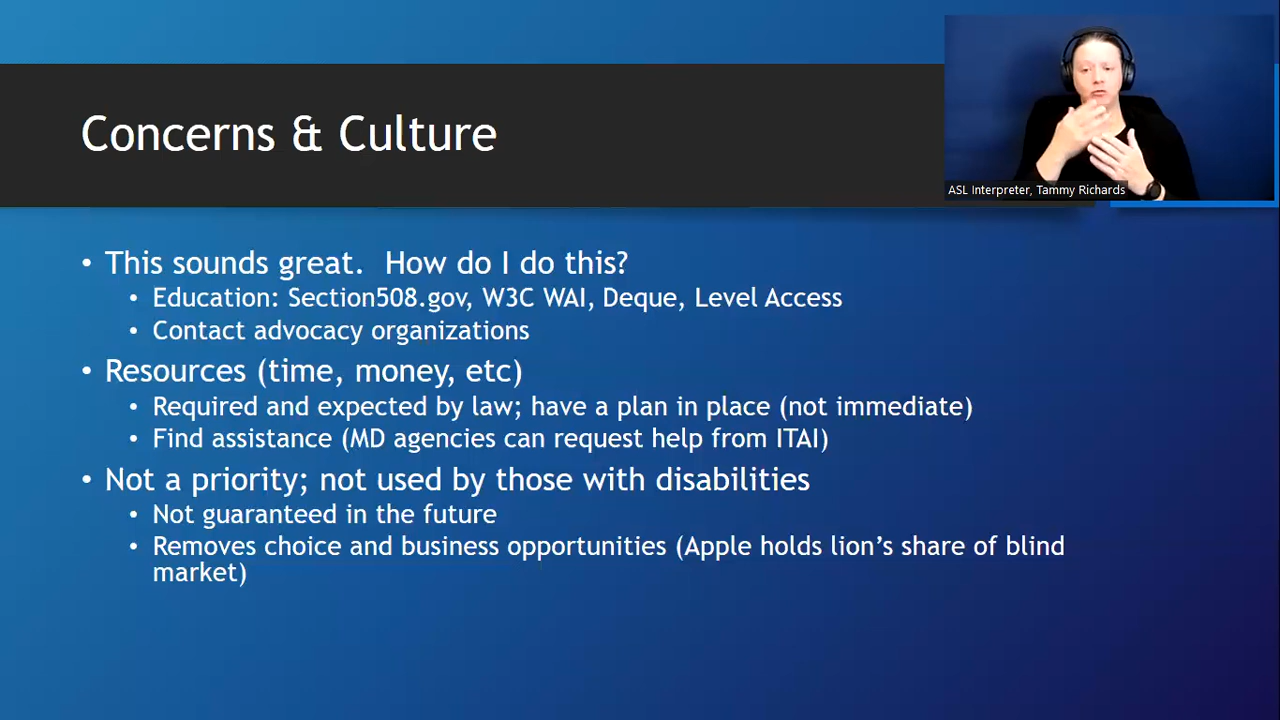 Concerns & Culture
ASL Interpreter, Tammy Richards
• This sounds great.  How do I do this?
• Education: Section508.gov, W3C WAI, Deque, Level Access
• Contact advocacy organizations
• Resources (time, money, etc)
• Required and expected by law; have a plan in place (not immediate)
• Find assistance (MD agencies can request help from ITAI)
• Not a priority; not used by those with disabilities
• Not guaranteed in the future
• Removes choice and business opportunities (Apple holds lion’s share of blind
market)